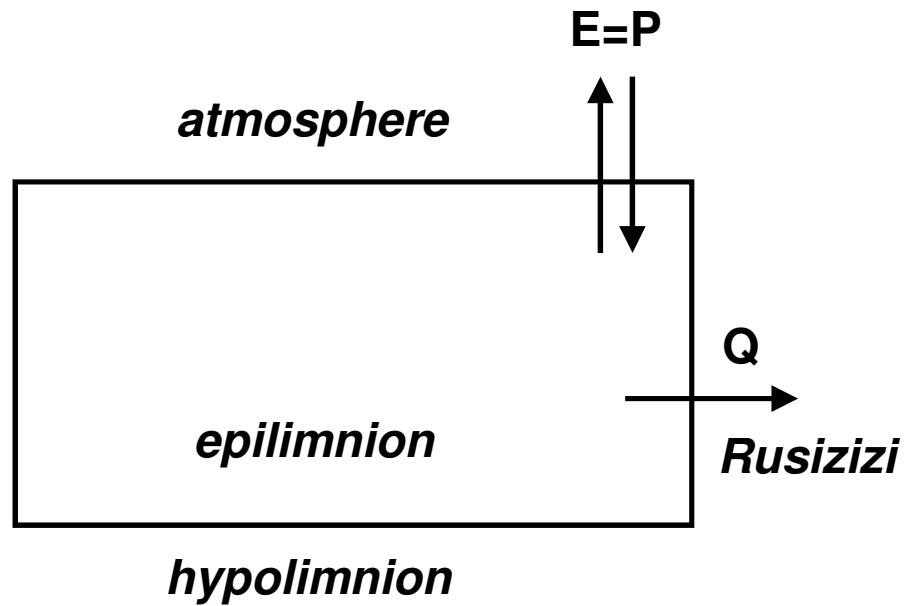 E=P
atmosphere
Q
epilimnion
Rusizizi
hypolimnion